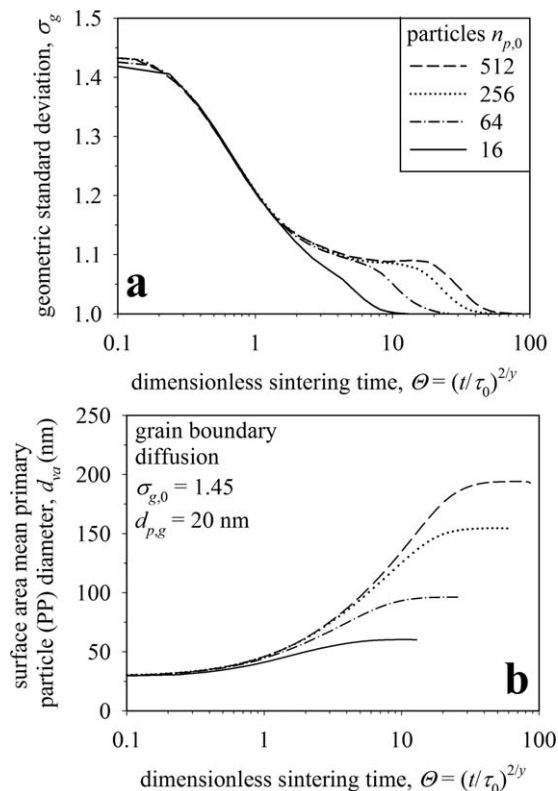 geometric standard deviation, σg
1.5
1.4
1.3
1.2
1.1
1.0
particles np,0
512
256
64
16
a
0.1
1
10
100
dimensionless sintering time, Θ = (t/τ0)2/y
surface area mean primary
particle (PP) diameter, dva (nm)
250
200
150
100
50
0
grain boundary
diffusion
σg,0 = 1.45
dp,g = 20 nm
b
0.1
1
10
100
dimensionless sintering time, Θ = (t/τ0)2/y